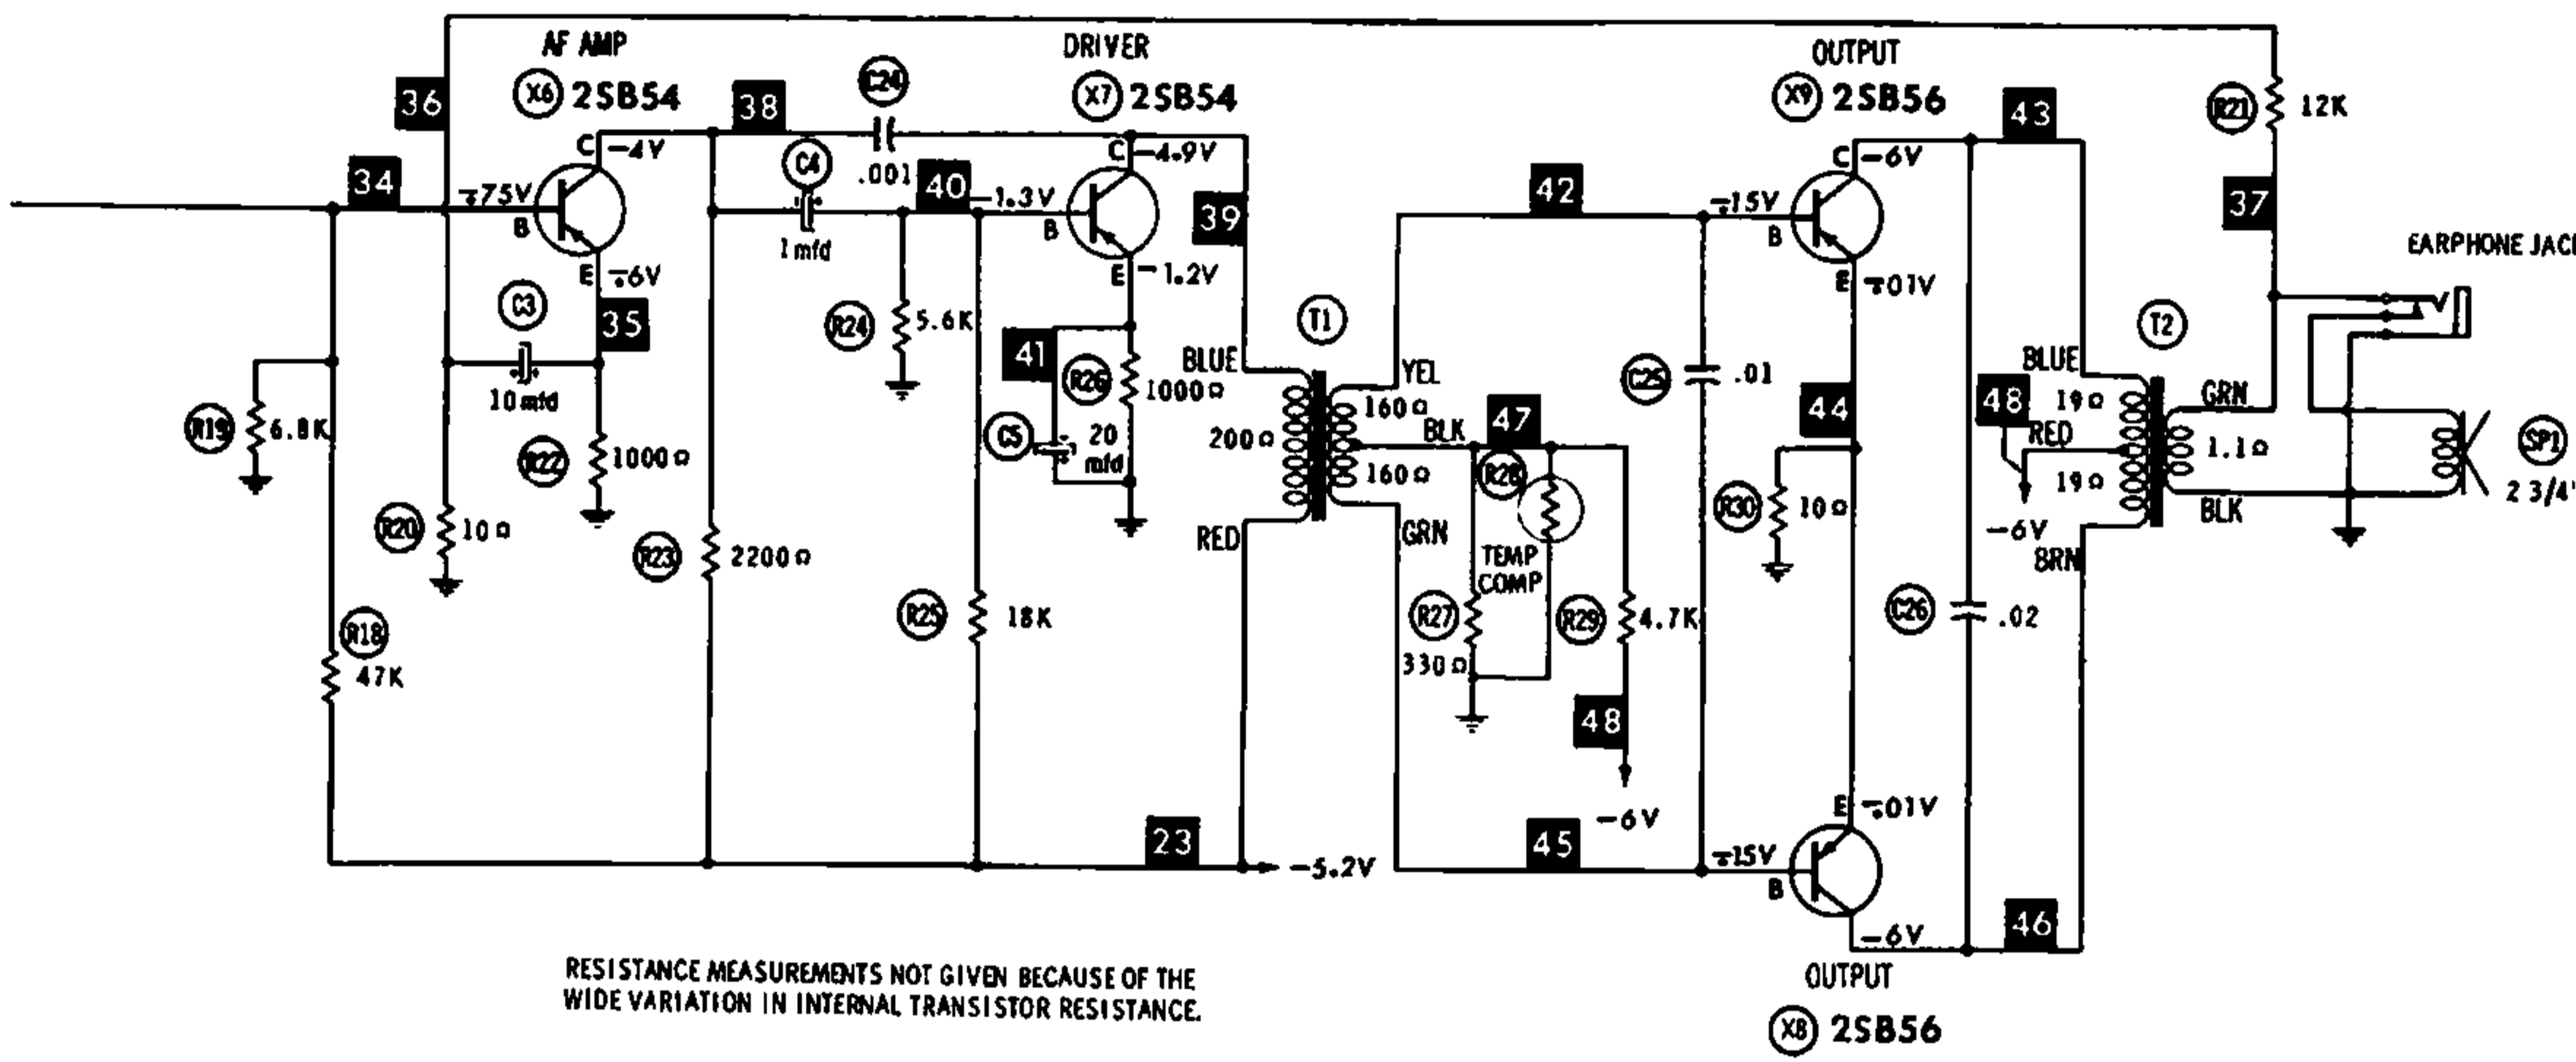 AF AMP
X6 2SB54
DRIVER
X7 2SB54
OUTPUT
X9 2SB56
36
38
C24
.001
43
R21
12K
34
-.75V
B
C
-4V
E
-.6V
C4
1 mfd
40
-1.3V
B
C
-4.9V
E
-1.2V
39
42
-.15V
B
C
-6V
E
-.01V
37
EARPHONE JACK
C3
10 mfd
35
R24
5.6K
41
R26
1000Ω
C5
20
mfd
T1
BLUE
200Ω
RED
YEL
160Ω
BLK
160Ω
GRN
47
R28
TEMP
COMP
C25
.01
44
R30
10Ω
T2
BLUE
19Ω
48
RED
19Ω
-6V
BRN
GRN
1.1Ω
BLK
SP1
2 3/4"
R19
6.8K
R22
1000Ω
R20
10Ω
R23
2200Ω
R25
18K
R27
330Ω
R29
4.7K
C26
.02
R18
47K
48
-6V
23
-5.2V
45
-.15V
B
E
-.01V
-6V
46
OUTPUT
X8 2SB56
RESISTANCE MEASUREMENTS NOT GIVEN BECAUSE OF THE
WIDE VARIATION IN INTERNAL TRANSISTOR RESISTANCE.